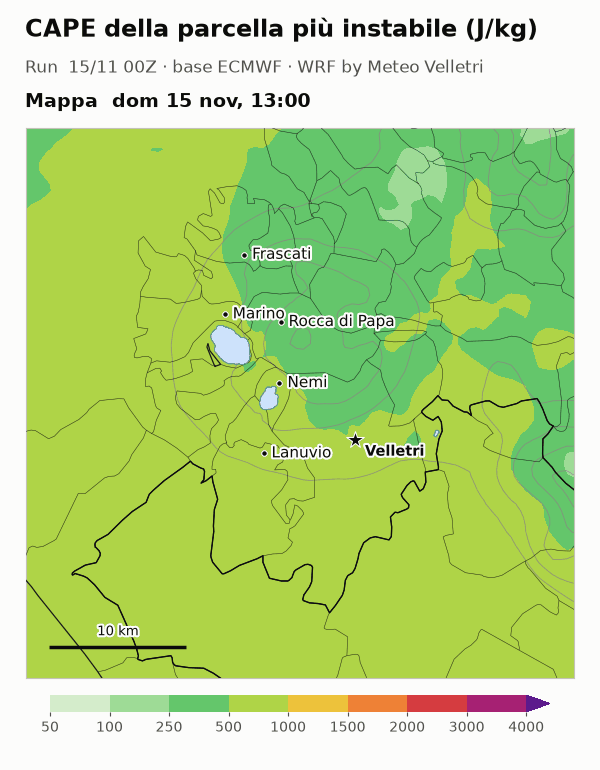 CAPE della parcella più instabile (J/kg)
Run  15/11 00Z · base ECMWF · WRF by Meteo Velletri
Mappa  dom 15 nov, 13:00
Frascati
Marino
Rocca di Papa
Nemi
Velletri
Lanuvio
10 km
50 100 250 500 1000 1500 2000 3000 4000